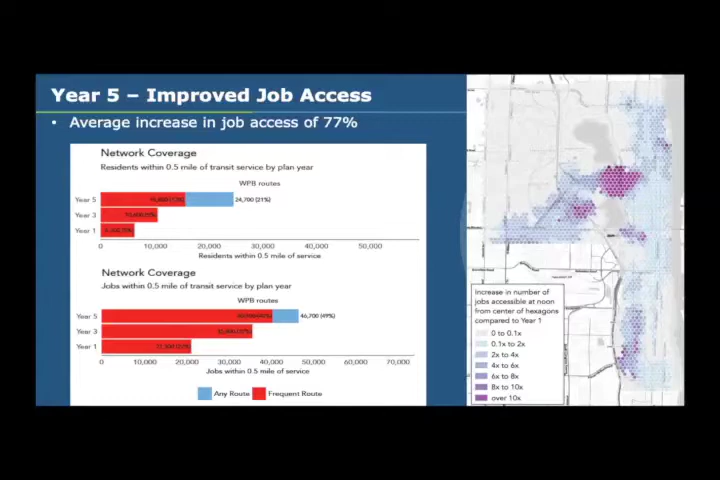 Year 5 – Improved Job Access
• Average increase in job access of 77%
Network Coverage
Residents within 0.5 mile of transit service by plan year
WPB routes
Year 5
24,700 (21%)
Year 3
Year 1
0
10,000
20,000
30,000
40,000
50,000
Residents within 0.5 mile of service
Network Coverage
Jobs within 0.5 mile of transit service by plan year
WPB routes
Year 5
46,700 (49%)
Year 3
Year 1
0
10,000
20,000
30,000
40,000
50,000
60,000
70,000
Jobs within 0.5 mile of service
Any Route
Frequent Route
Increase in number of
jobs accessible at noon
from center of hexagons
compared to Year 1
0 to 0.1x
0.1x to 2x
2x to 4x
4x to 6x
6x to 8x
8x to 10x
over 10x